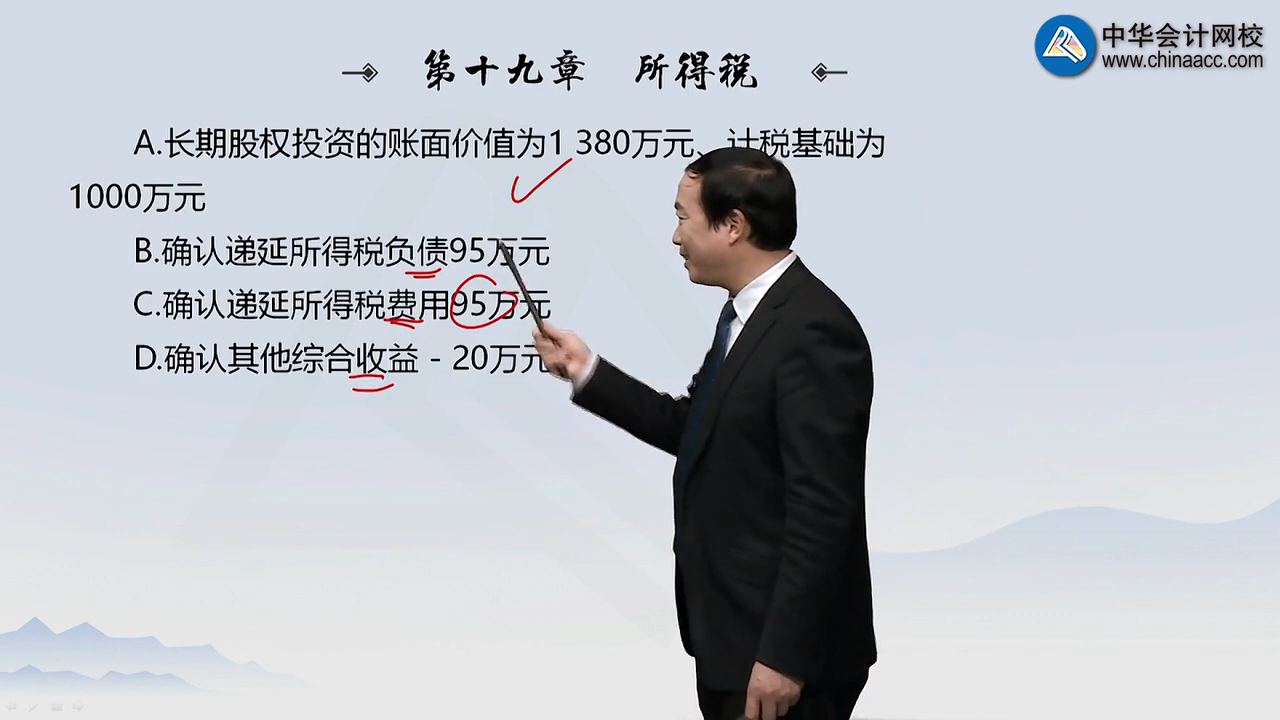 中华会计网校
www.chinaacc.com
第十九章 所得税
A.长期股权投资的账面价值为1 380万元、计税基础为
1000万元
B.确认递延所得税负债95万元
C.确认递延所得税费用95万元
D.确认其他综合收益－20万元